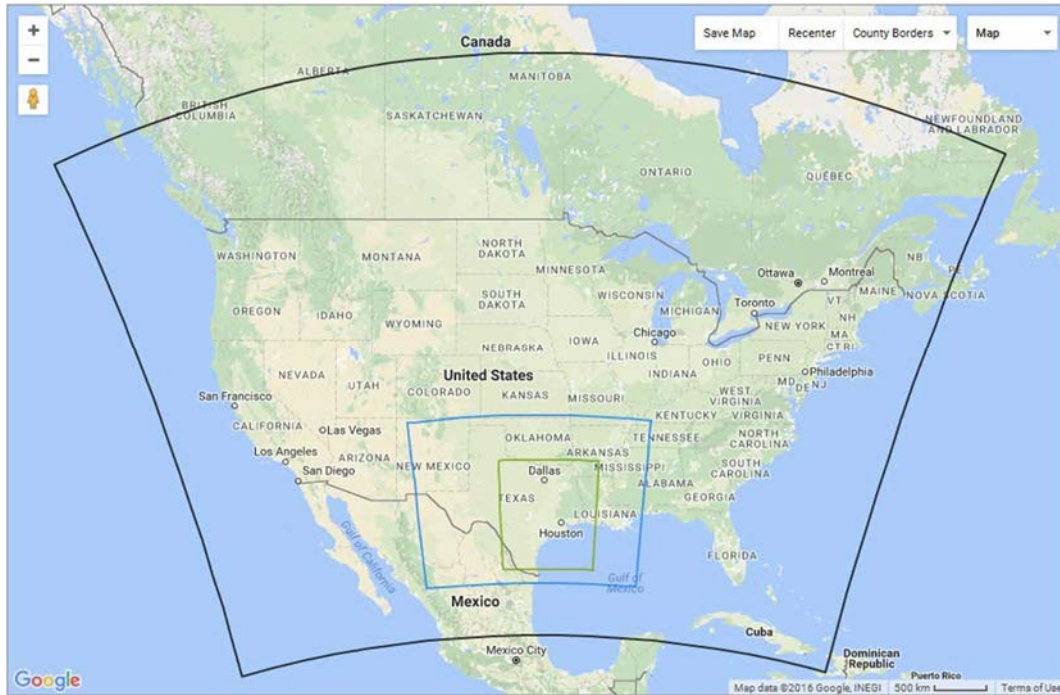 +
−
Canada
Save Map
Recenter
County Borders
Map
ALBERTA
MANITOBA
BRITISH
COLUMBIA
SASKATCHEWAN
NEWFOUNDLAND
AND LABRADOR
ONTARIO
QUÉBEC
WASHINGTON
MONTANA
NORTH
DAKOTA
MINNESOTA
Ottawa
Montreal
NB
PE
MAINE
NOVA SCOTIA
OREGON
IDAHO
SOUTH
DAKOTA
WISCONSIN
MICHIGAN
Toronto
VT
NH
WYOMING
NEW YORK
MA
CT RI
Chicago
IOWA
NEBRASKA
ILLINOIS
INDIANA
OHIO
PENN
NEVADA
UTAH
COLORADO
United States
KANSAS
MISSOURI
WEST
VIRGINIA
MD
DE
NJ
Philadelphia
San Francisco
CALIFORNIA
Las Vegas
KENTUCKY
VIRGINIA
OKLAHOMA
TENNESSEE
NORTH
CAROLINA
Los Angeles
ARIZONA
NEW MEXICO
ARKANSAS
San Diego
Dallas
MISSISSIPPI
SOUTH
CAROLINA
ALABAMA
TEXAS
GEORGIA
LOUISIANA
Houston
Gulf of California
FLORIDA
Gulf of
Mexico
Mexico
Cuba
Mexico City
Dominican
Republic
Puerto Rico
Google
Map data ©2016 Google, INEGI
500 km
Terms of Use